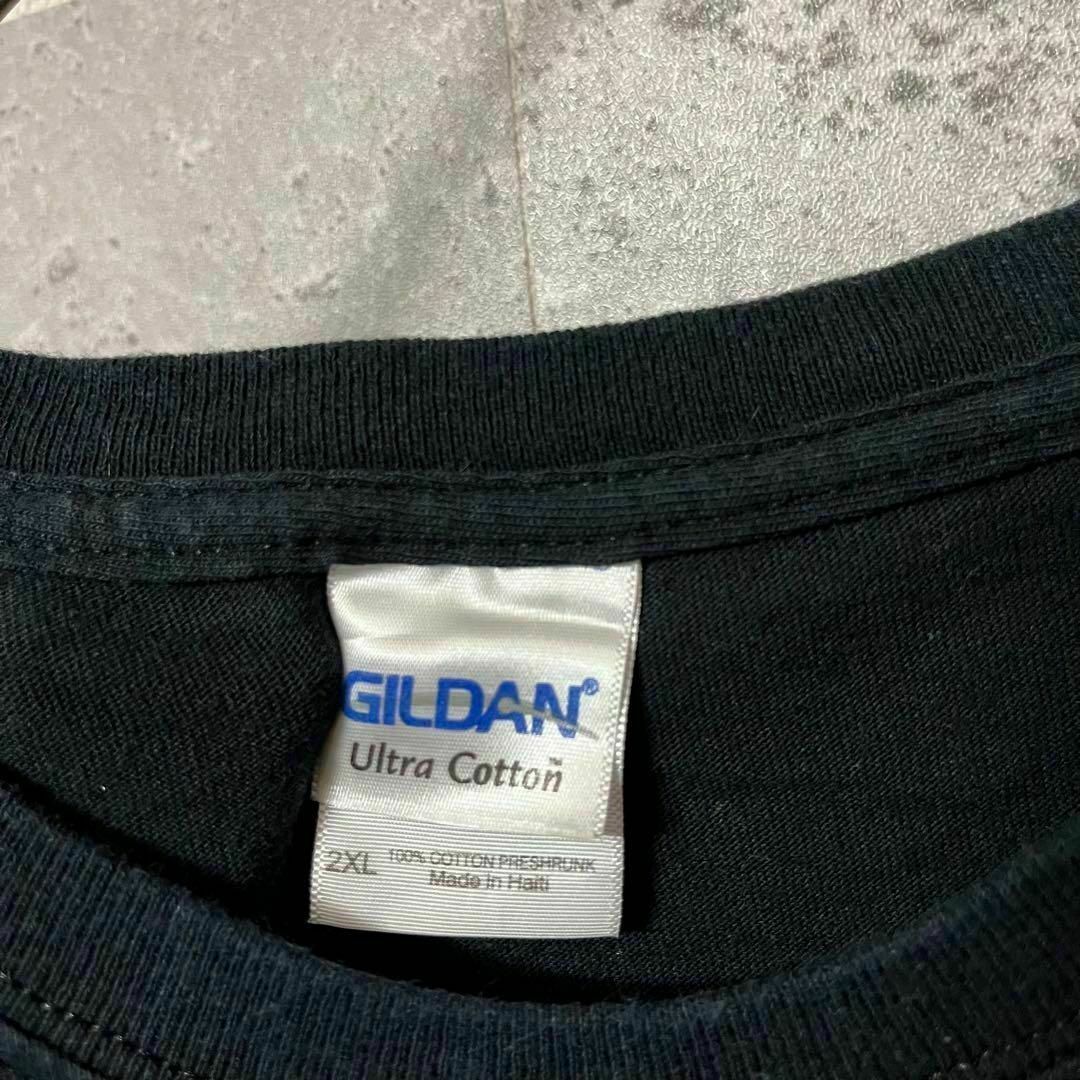 GILDAN®
Ultra Cotton™
2XL 100% COTTON PRESHRUNK
Made in Haiti